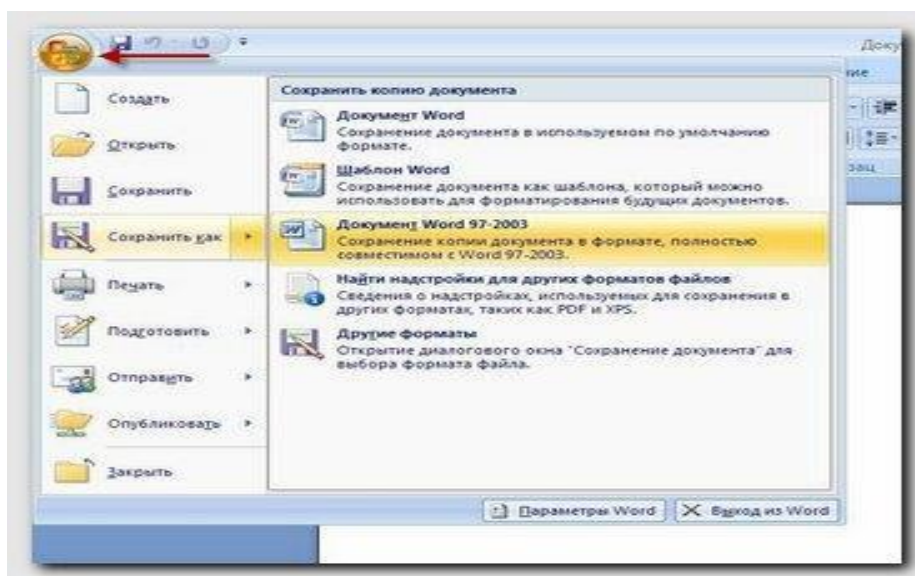 Доку
ние
зац
Создать
Открыть
Сохранить
Сохранить как
Печать
Подготовить
Отправить
Опубликовать
Закрыть
Сохранить копию документа
Документ Word
Сохранение документа в используемом по умолчанию
формате.
Шаблон Word
Сохранение документа как шаблона, который можно
использовать для форматирования будущих документов.
Документ Word 97-2003
Сохранение копии документа в формате, полностью
совместимом с Word 97-2003.
Найти надстройки для других форматов файлов
Сведения о надстройках, используемых для сохранения в
других форматах, таких как PDF и XPS.
Другие форматы
Открытие диалогового окна "Сохранение документа" для
выбора формата файла.
Параметры Word
Выход из Word